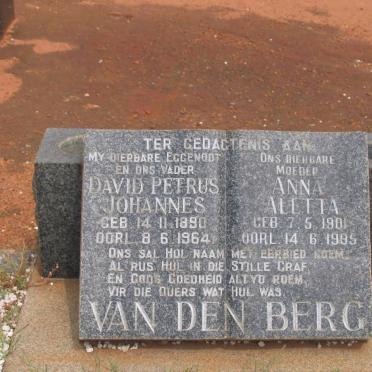 TER GEDAGTENIS AAN
MY DIERBARE EGGENOOT
EN ONS VADER
DAVID PETRUS
JOHANNES
GEB. 14.11.1890
OORL. 8.6.1964
ONS DIERBARE
MOEDER
ANNA
ALETTA
GEB. 7.5.1901
OORL. 14.6.1995
ONS SAL HUL NAAM MET EERBIED NOEM,
AL RUS HUL IN DIE STILLE GRAF
EN GODS GOEDHEID ALTYD ROEM,
VIR DIE OUERS WAT HUL WAS
VAN DEN BERG